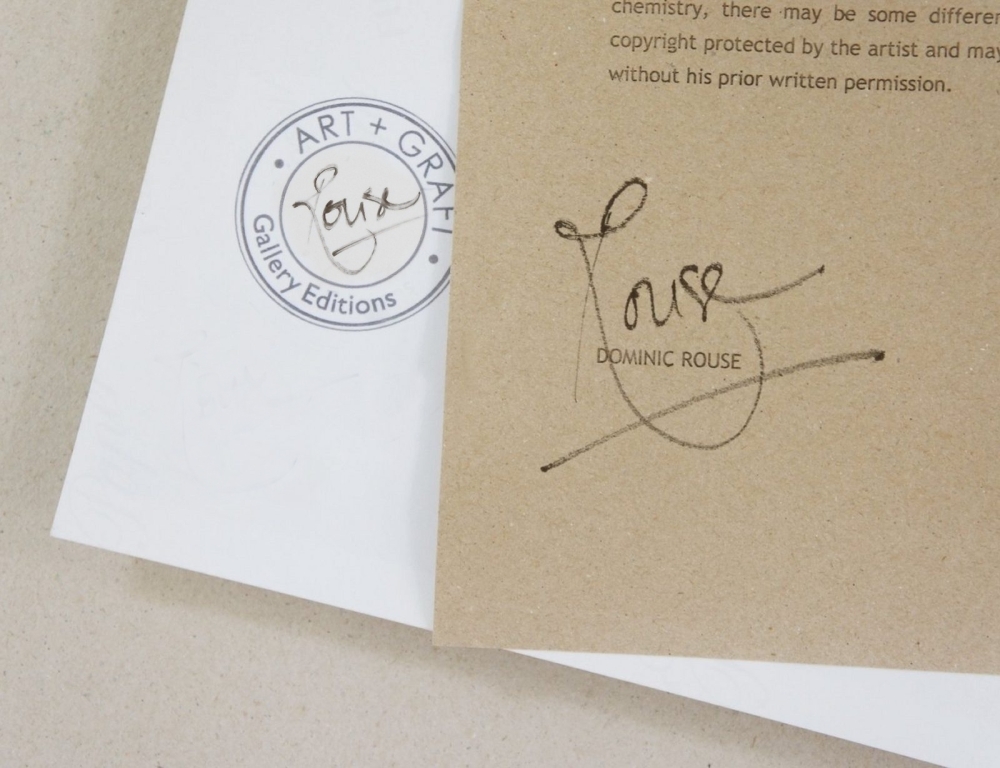 ART + GRAFI
Rouse
Gallery Editions
chemistry, there may be some differen
copyright protected by the artist and may
without his prior written permission.
Rouse
DOMINIC ROUSE